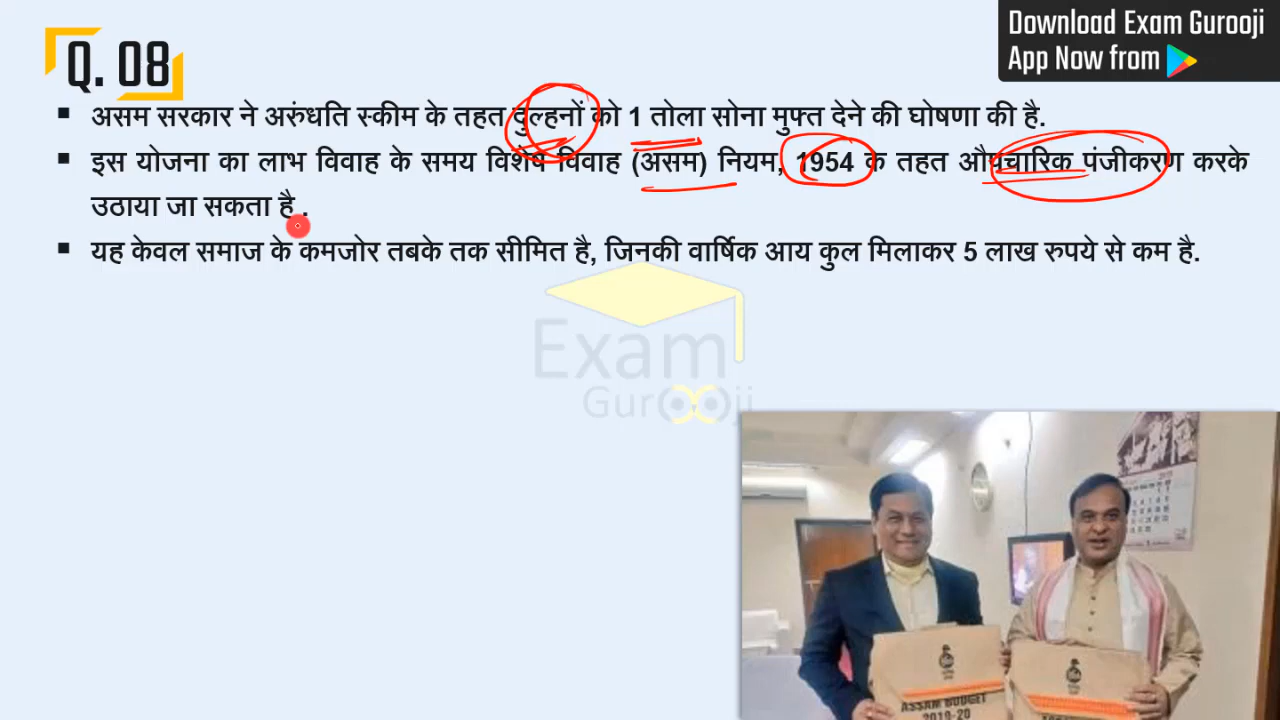 Download Exam Gurooji
App Now from
Q. 08
▪ असम सरकार ने अरुंधति स्कीम के तहत दुल्हनों को 1 तोला सोना मुफ्त देने की घोषणा की है.
▪ इस योजना का लाभ विवाह के समय विशेष विवाह (असम) नियम, 1954 के तहत औपचारिक पंजीकरण करके
उठाया जा सकता है .
▪ यह केवल समाज के कमजोर तबके तक सीमित है, जिनकी वार्षिक आय कुल मिलाकर 5 लाख रुपये से कम है.
Exam
Gurooji
ASSAM BUDGET
2019-20